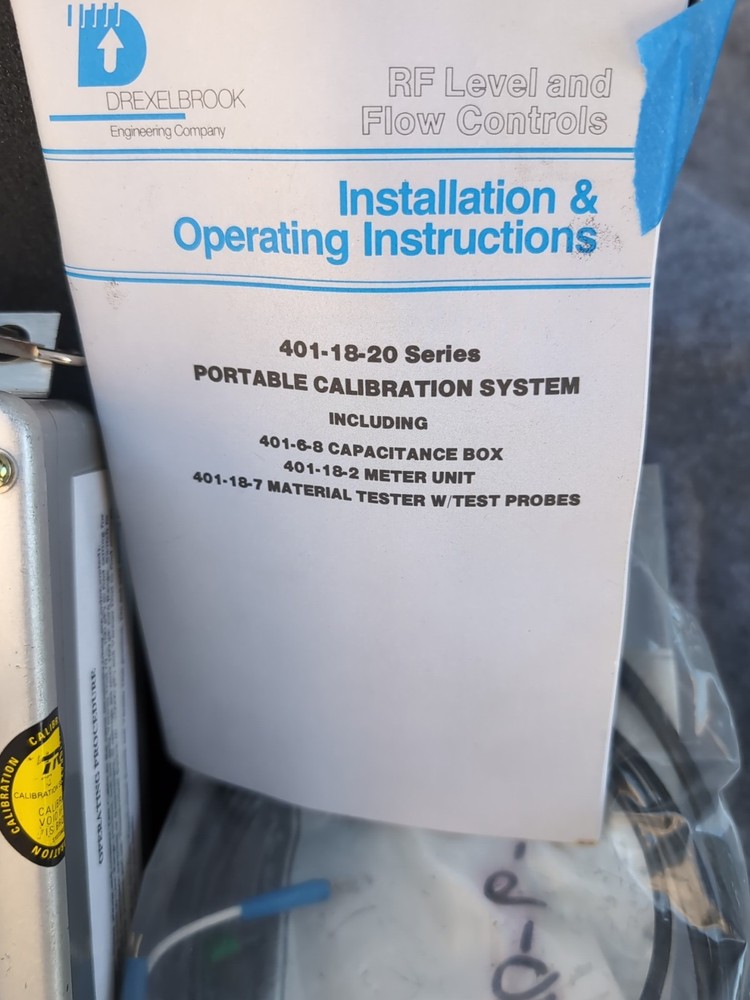 DREXELBROOK
Engineering Company
RF Level and
Flow Controls
Installation &
Operating Instructions
401-18-20 Series
PORTABLE CALIBRATION SYSTEM
INCLUDING
401-6-8 CAPACITANCE BOX
401-18-2 METER UNIT
401-18-7 MATERIAL TESTER W/TEST PROBES
OPERATING PROCEDURE
CALIBRATION